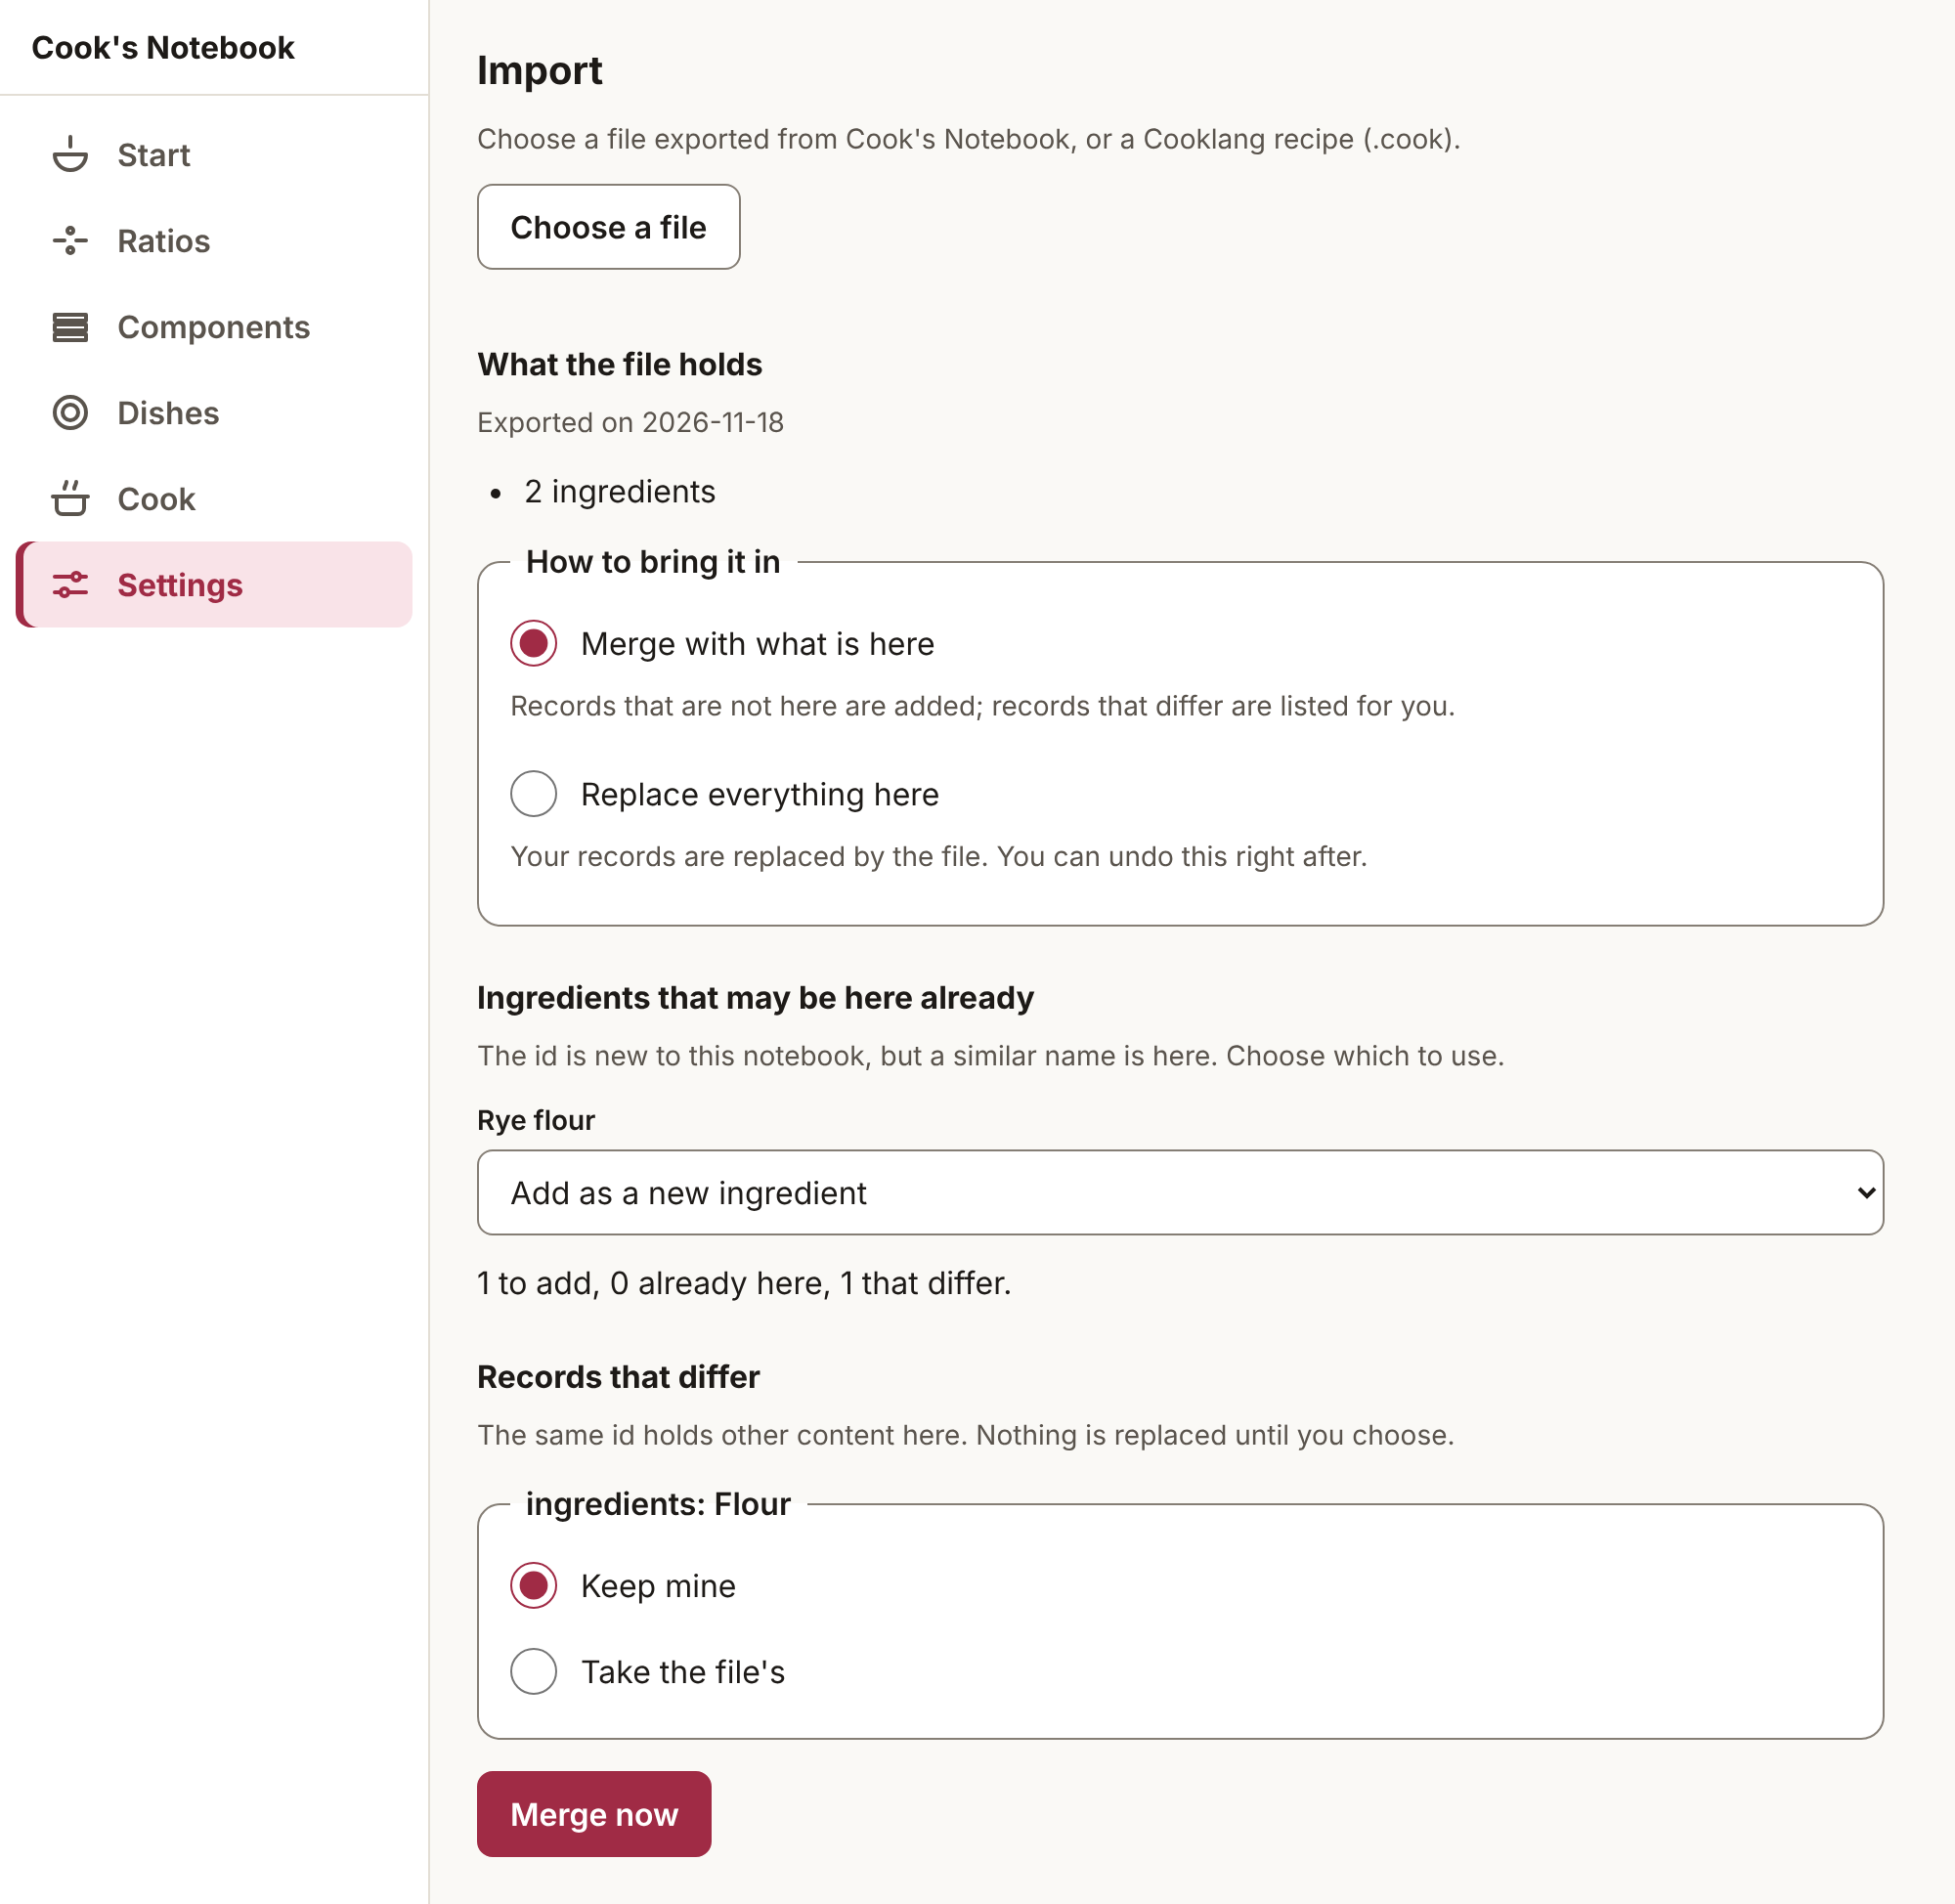 Cook's Notebook
Start
Ratios
Components
Dishes
Cook
Settings
Import
Choose a file exported from Cook's Notebook, or a Cooklang recipe (.cook).
Choose a file
What the file holds
Exported on 2026-11-18
2 ingredients
How to bring it in
Merge with what is here
Records that are not here are added; records that differ are listed for you.
Replace everything here
Your records are replaced by the file. You can undo this right after.
Ingredients that may be here already
The id is new to this notebook, but a similar name is here. Choose which to use.
Rye flour
Add as a new ingredient
1 to add, 0 already here, 1 that differ.
Records that differ
The same id holds other content here. Nothing is replaced until you choose.
ingredients: Flour
Keep mine
Take the file's
Merge now